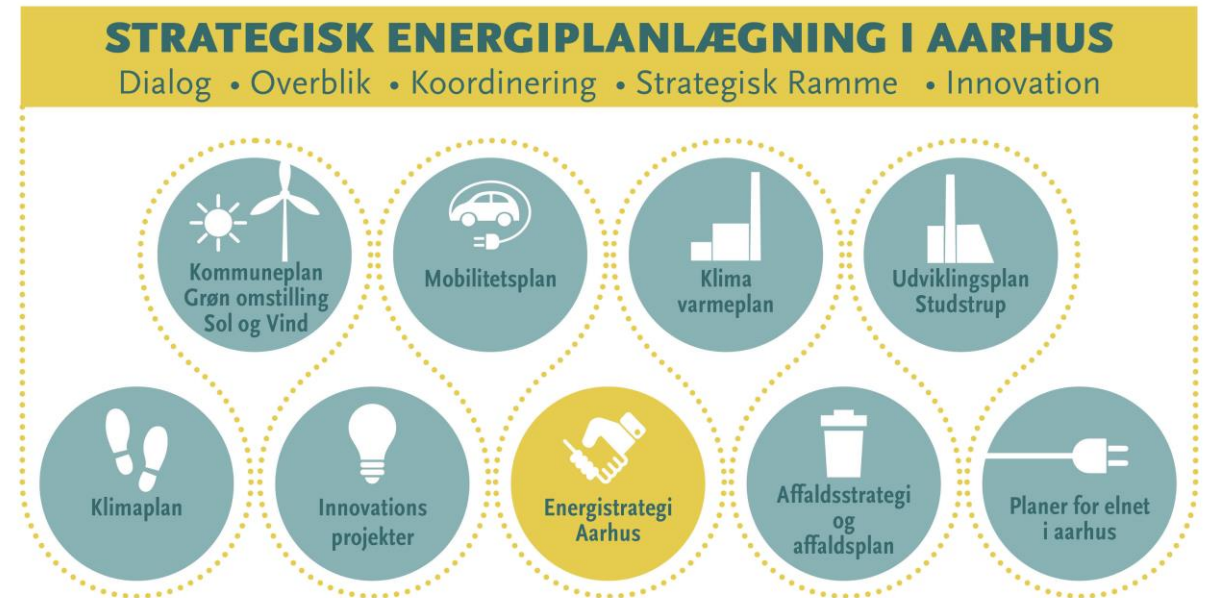 STRATEGISK ENERGIPLANLÆGNING I AARHUS
Dialog • Overblik • Koordinering • Strategisk Ramme • Innovation
Kommuneplan
Grøn omstilling
Sol og Vind
Mobilitetsplan
Klima
varmeplan
Udviklingsplan
Studstrup
Klimaplan
Innovations
projekter
Energistrategi
Aarhus
Affaldsstrategi
og
affaldsplan
Planer for elnet
i aarhus